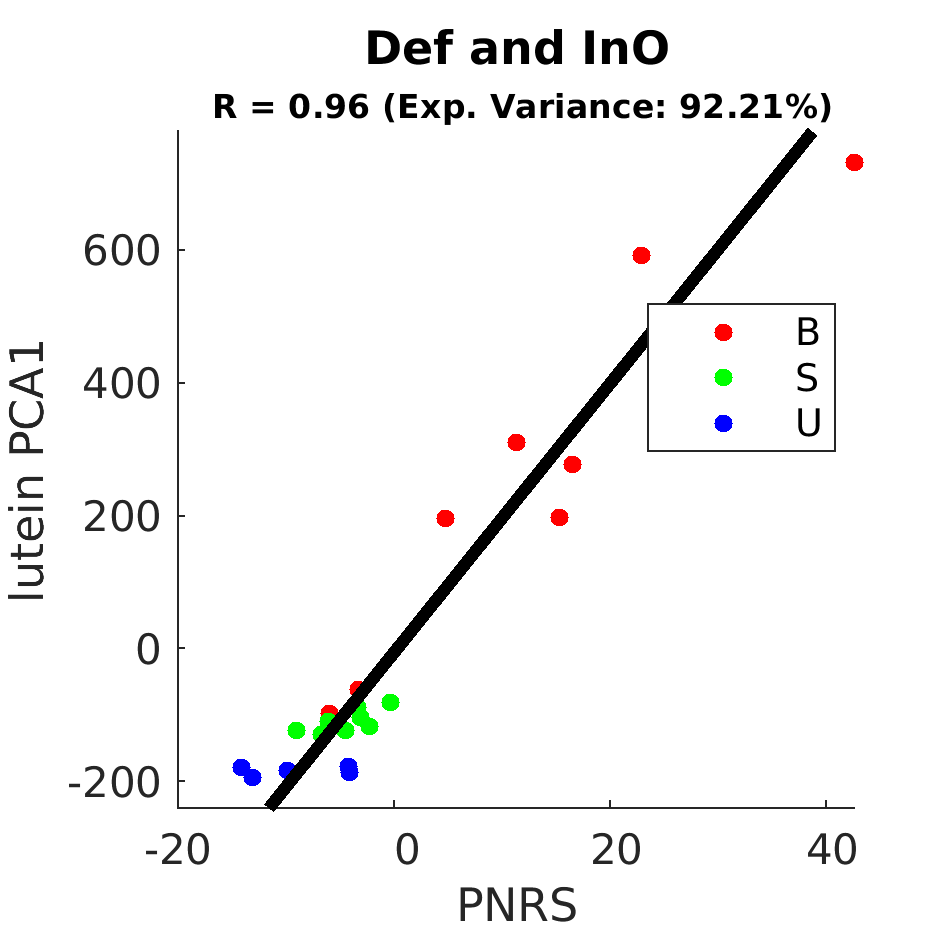 Def and InO
R = 0.96 (Exp. Variance: 92.21%)
600
400
200
0
-200
lutein PCA1
B
S
U
-20 0 20 40
PNRS